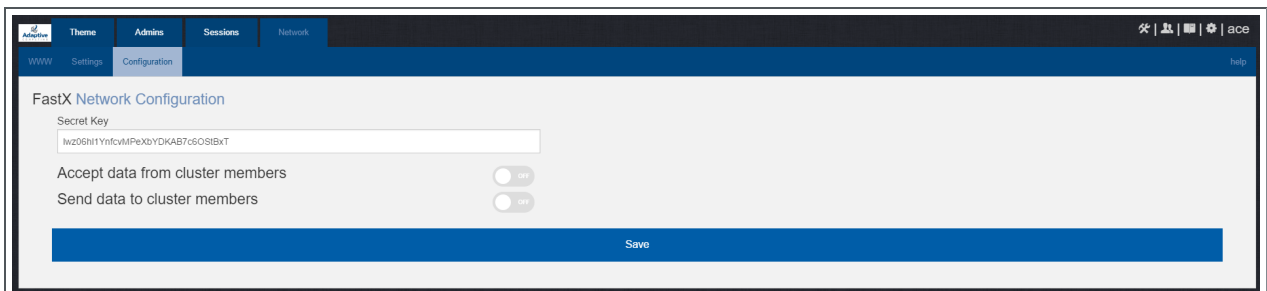 Adaptive
Theme Admins Sessions Network
| | | | ace
WWW Settings Configuration
help
FastX Network Configuration
Secret Key
Iwz06hI1YnfcvMPeXbYDKAB7c6OStBxT
Accept data from cluster members
OFF
Send data to cluster members
OFF
Save